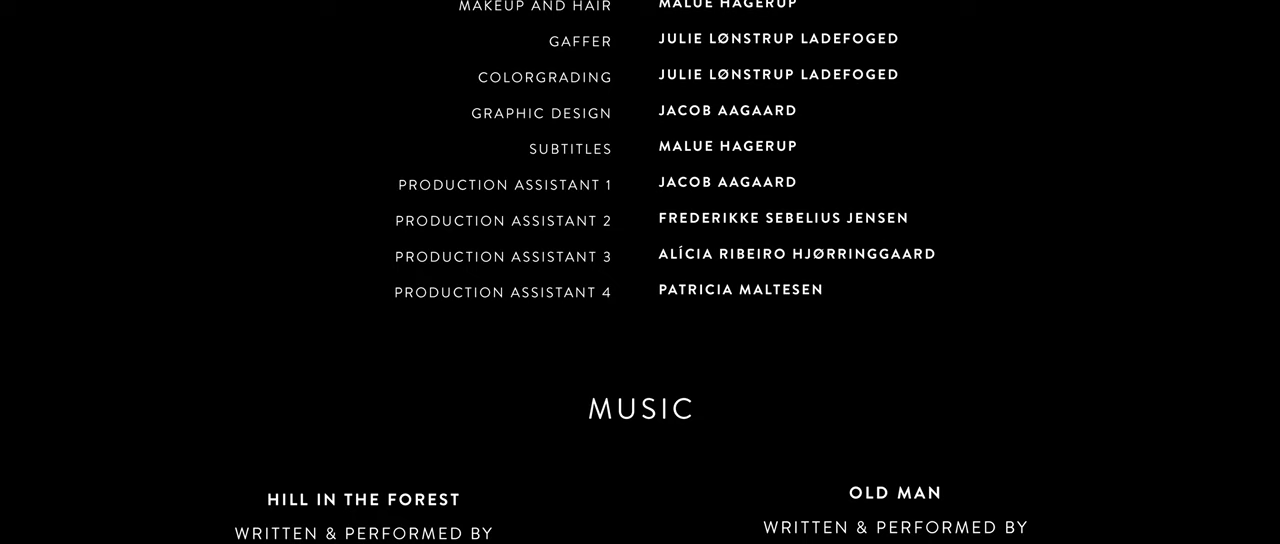 MAKEUP AND HAIR MALUE HAGERUP
GAFFER JULIE LØNSTRUP LADEFOGED
COLORGRADING JULIE LØNSTRUP LADEFOGED
GRAPHIC DESIGN JACOB AAGAARD
SUBTITLES MALUE HAGERUP
PRODUCTION ASSISTANT 1 JACOB AAGAARD
PRODUCTION ASSISTANT 2 FREDERIKKE SEBELIUS JENSEN
PRODUCTION ASSISTANT 3 ALÍCIA RIBEIRO HJØRRINGGAARD
PRODUCTION ASSISTANT 4 PATRICIA MALTESEN
MUSIC
HILL IN THE FOREST
WRITTEN & PERFORMED BY
OLD MAN
WRITTEN & PERFORMED BY